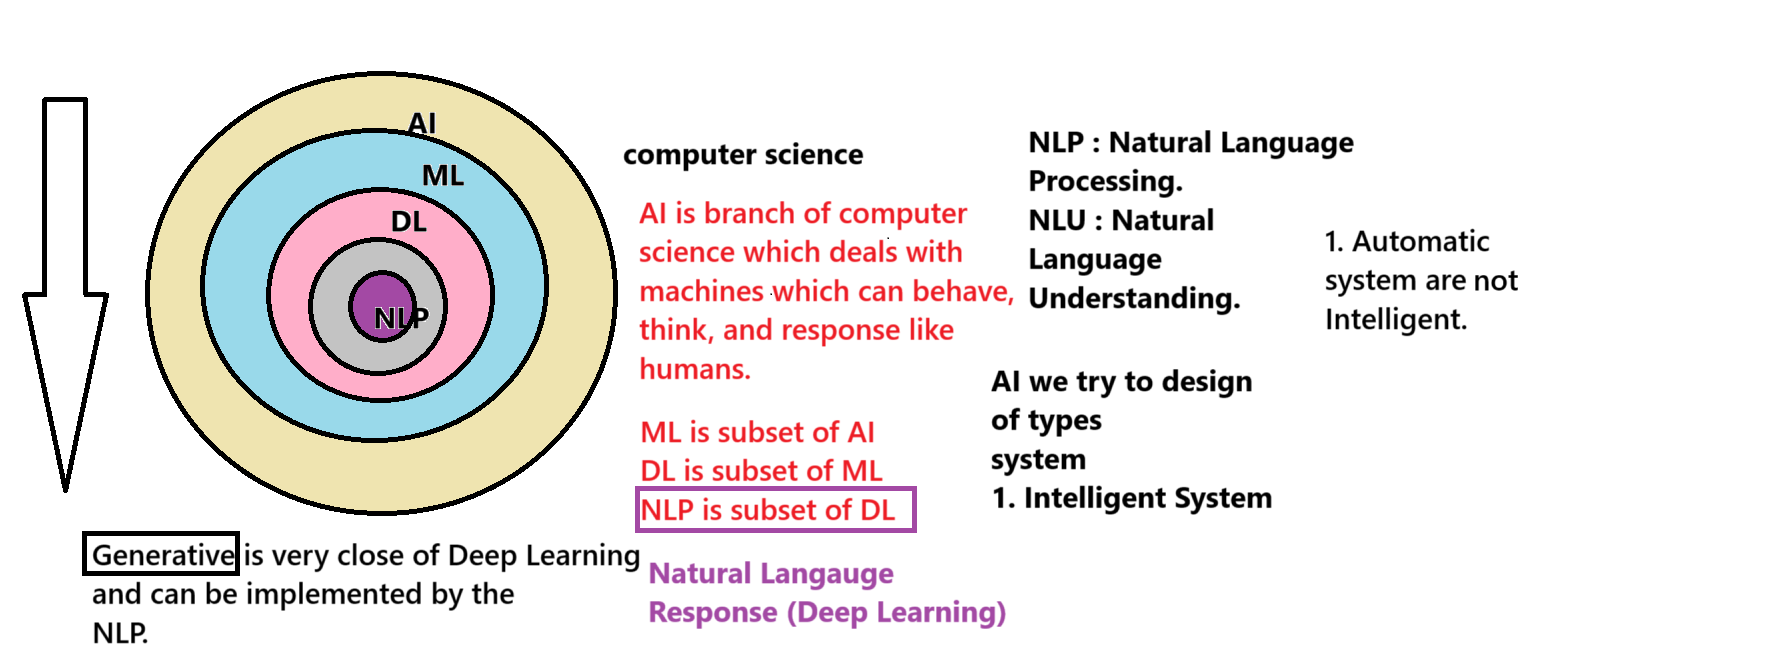 AI
ML
DL
NLP
Generative is very close of Deep Learning
and can be implemented by the
NLP.
computer science
AI is branch of computer
science which deals with
machines which can behave,
think, and response like
humans.
ML is subset of AI
DL is subset of ML
NLP is subset of DL
Natural Langauge
Response (Deep Learning)
NLP : Natural Language
Processing.
NLU : Natural
Language
Understanding.
AI we try to design
of types
system
1. Intelligent System
1. Automatic
system are not
Intelligent.